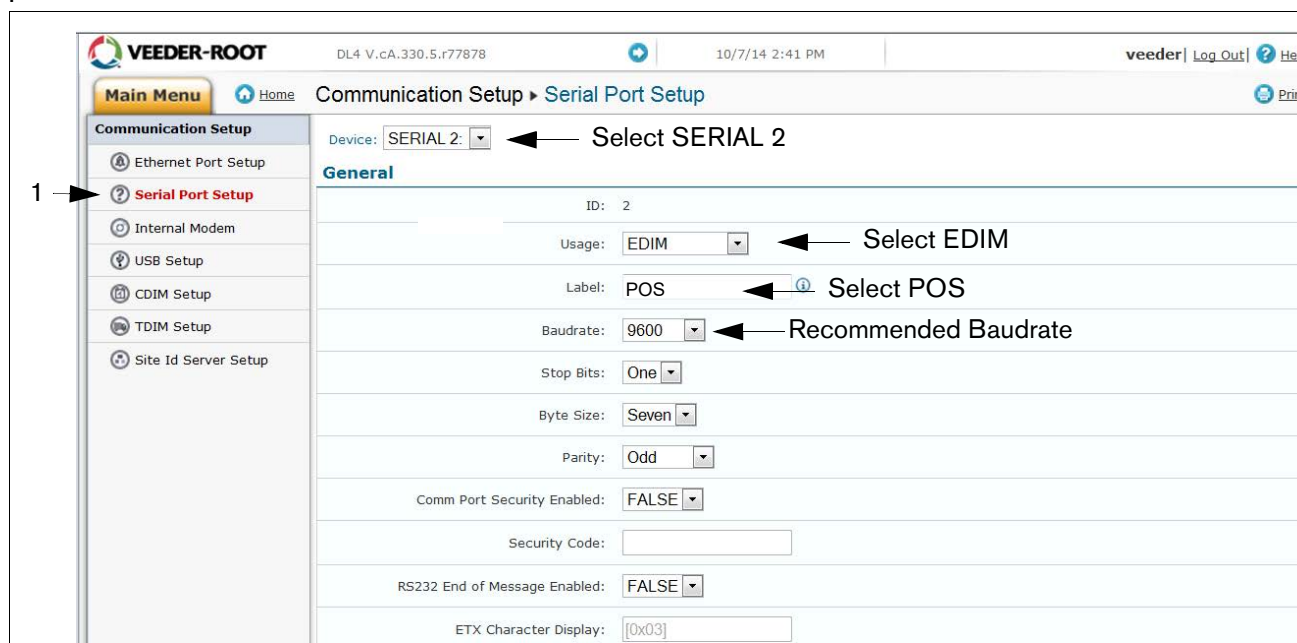 VEEDER-ROOT DL4 V.cA.330.5.r77878 10/7/14 2:41 PM veeder| Log Out| He
Main Menu Home Communication Setup ▸ Serial Port Setup Pri
Communication Setup
Device: SERIAL 2: Select SERIAL 2
Ethernet Port Setup
General
1 Serial Port Setup
ID: 2
Internal Modem
Usage: EDIM Select EDIM
USB Setup
Label: POS Select POS
CDIM Setup
TDIM Setup
Baudrate: 9600 Recommended Baudrate
Site Id Server Setup
Stop Bits: One
Byte Size: Seven
Parity: Odd
Comm Port Security Enabled: FALSE
Security Code:
RS232 End of Message Enabled: FALSE
ETX Character Display: [0x03]